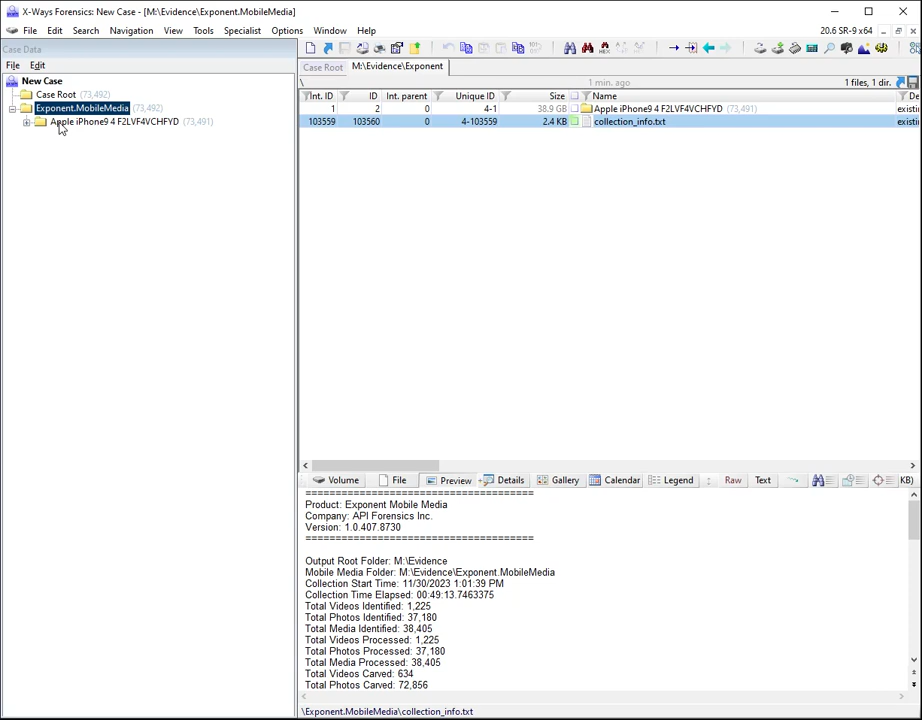 X-Ways Forensics: New Case - [M:\Evidence\Exponent.MobileMedia]
File Edit Search Navigation View Tools Specialist Options Window Help 20.6 SR-9 x64
Case Data
File Edit
New Case
Case Root (73,492)
Exponent.MobileMedia (73,492)
Apple iPhone9 4 F2LVF4VCHFYD (73,491)
Case Root M:\Evidence\Exponent
\ 1 min. ago 1 files, 1 dir.
Int. ID ID Int. parent Unique ID Size Name De
1 2 0 4-1 38.9 GB Apple iPhone9 4 F2LVF4VCHFYD (73,491) existi
103559 103560 0 4-103559 2.4 KB collection_info.txt existi
Volume File Preview Details Gallery Calendar Legend Raw Text KB)
======================================
Product: Exponent Mobile Media
Company: API Forensics Inc.
Version: 1.0.407.8730
======================================
Output Root Folder: M:\Evidence
Mobile Media Folder: M:\Evidence\Exponent.MobileMedia
Collection Start Time: 11/30/2023 1:01:39 PM
Collection Time Elapsed: 00:49:13.7463375
Total Videos Identified: 1,225
Total Photos Identified: 37,180
Total Media Identified: 38,405
Total Videos Processed: 1,225
Total Photos Processed: 37,180
Total Media Processed: 38,405
Total Videos Carved: 634
Total Photos Carved: 72,856
\Exponent.MobileMedia\collection_info.txt